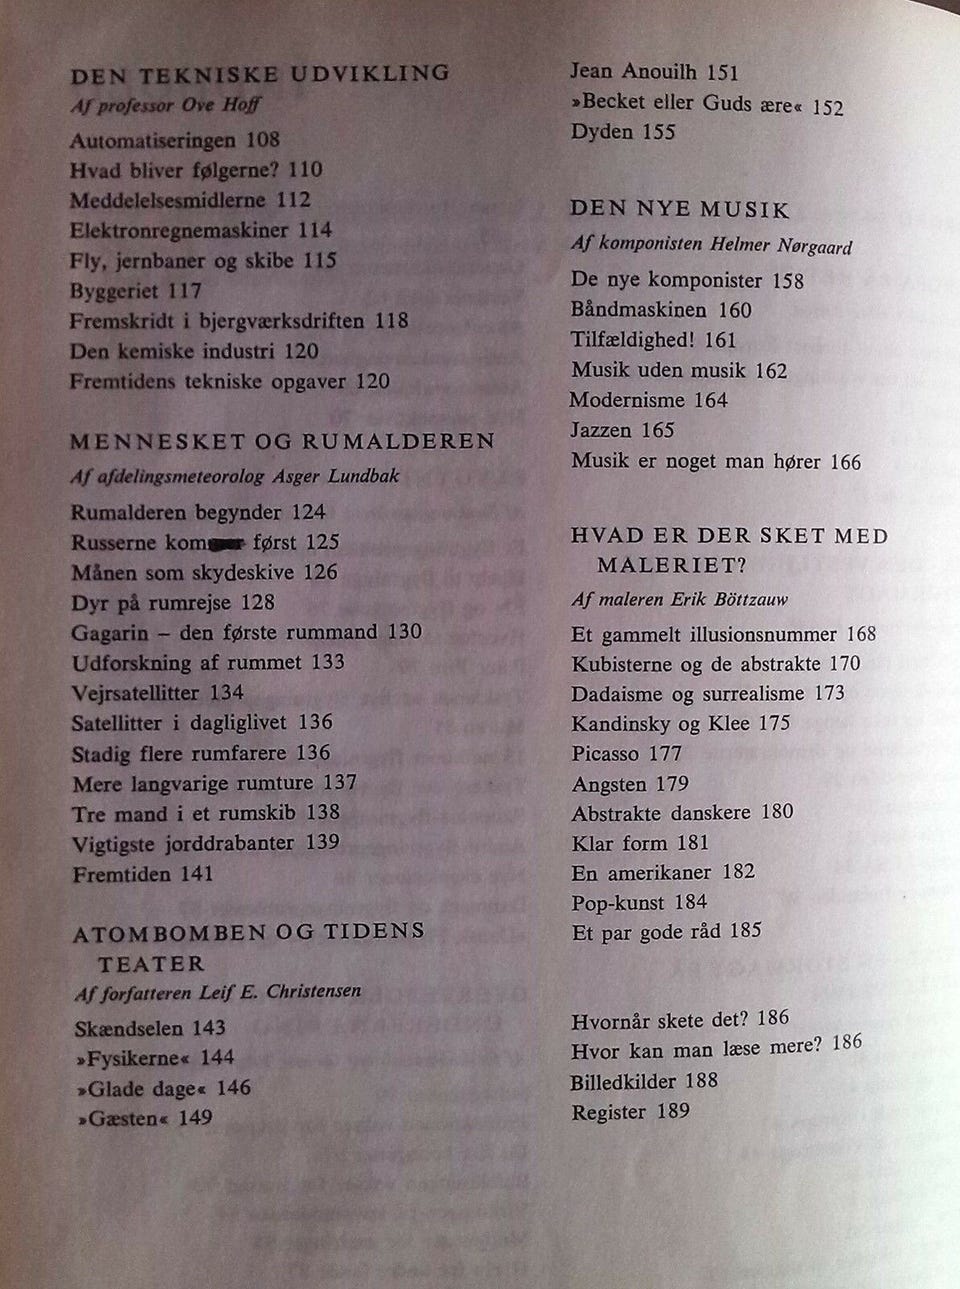 DEN TEKNISKE UDVIKLING
Af professor Ove Hoff
Automatiseringen 108
Hvad bliver følgerne? 110
Meddelelsesmidlerne 112
Elektronregnemaskiner 114
Fly, jernbaner og skibe 115
Byggeriet 117
Fremskridt i bjergværksdriften 118
Den kemiske industri 120
Fremtidens tekniske opgaver 120
MENNESKET OG RUMALDEREN
Af afdelingsmeteorolog Asger Lundbak
Rumalderen begynder 124
Russerne kom først 125
Månen som skydeskive 126
Dyr på rumrejse 128
Gagarin – den første rummand 130
Udforskning af rummet 133
Vejrsatellitter 134
Satellitter i dagliglivet 136
Stadig flere rumfarere 136
Mere langvarige rumture 137
Tre mand i et rumskib 138
Vigtigste jorddrabanter 139
Fremtiden 141
ATOMBOMBEN OG TIDENS
TEATER
Af forfatteren Leif E. Christensen
Skændselen 143
»Fysikerne« 144
»Glade dage« 146
»Gæsten« 149
Jean Anouilh 151
»Becket eller Guds ære« 152
Dyden 155
DEN NYE MUSIK
Af komponisten Helmer Nørgaard
De nye komponister 158
Båndmaskinen 160
Tilfældighed! 161
Musik uden musik 162
Modernisme 164
Jazzen 165
Musik er noget man hører 166
HVAD ER DER SKET MED
MALERIET?
Af maleren Erik Böttzauw
Et gammelt illusionsnummer 168
Kubisterne og de abstrakte 170
Dadaisme og surrealisme 173
Kandinsky og Klee 175
Picasso 177
Angsten 179
Abstrakte danskere 180
Klar form 181
En amerikaner 182
Pop-kunst 184
Et par gode råd 185
Hvornår skete det? 186
Hvor kan man læse mere? 186
Billedkilder 188
Register 189